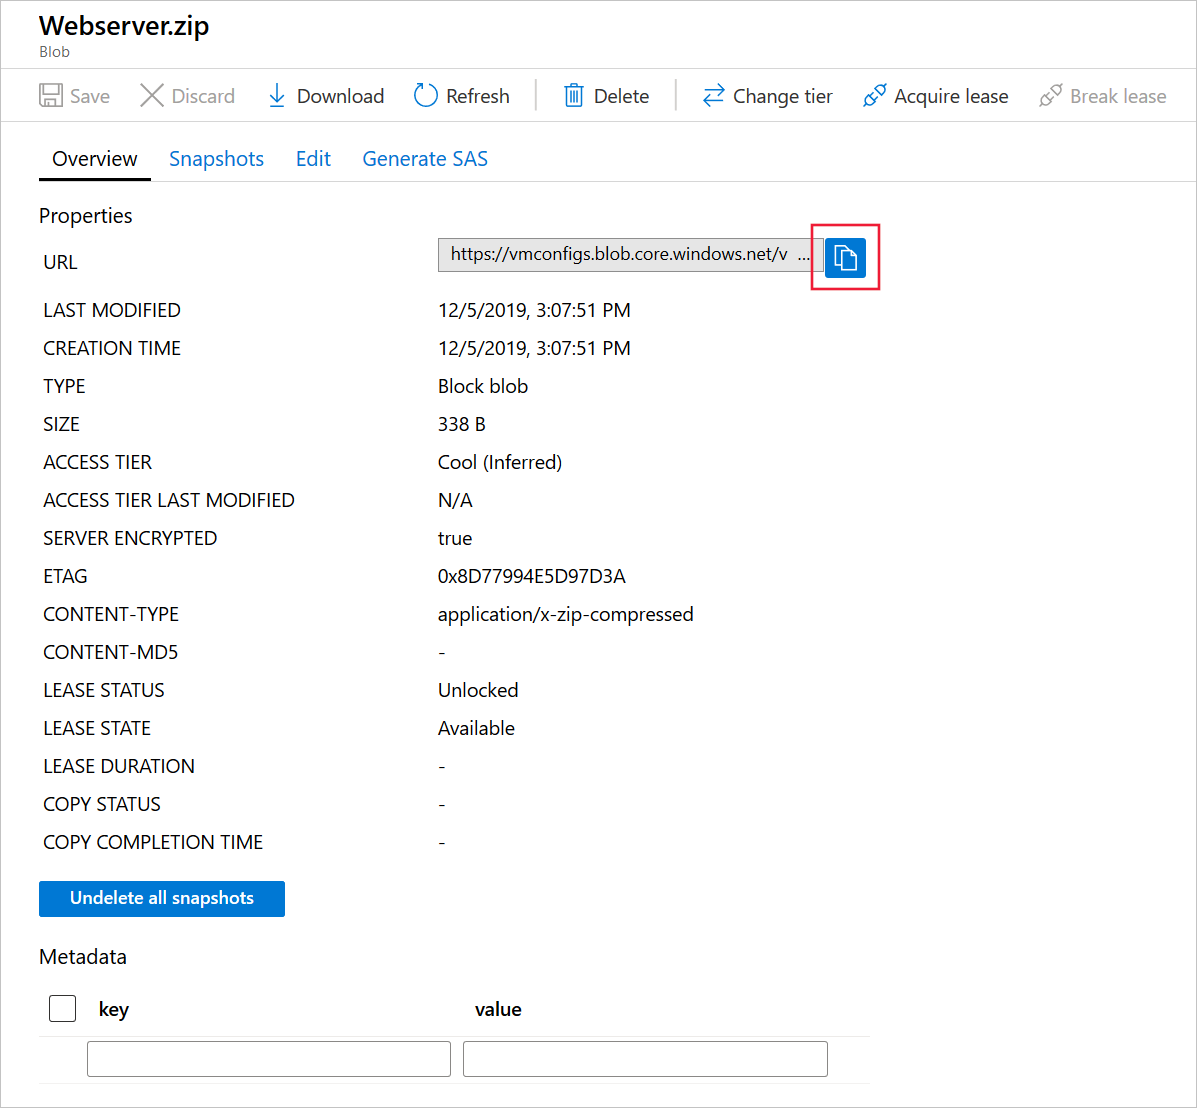 Webserver.zip
Blob
Save Discard Download Refresh Delete Change tier Acquire lease Break lease
Overview Snapshots Edit Generate SAS
Properties
URL https://vmconfigs.blob.core.windows.net/v ...
LAST MODIFIED 12/5/2019, 3:07:51 PM
CREATION TIME 12/5/2019, 3:07:51 PM
TYPE Block blob
SIZE 338 B
ACCESS TIER Cool (Inferred)
ACCESS TIER LAST MODIFIED N/A
SERVER ENCRYPTED true
ETAG 0x8D77994E5D97D3A
CONTENT-TYPE application/x-zip-compressed
CONTENT-MD5 -
LEASE STATUS Unlocked
LEASE STATE Available
LEASE DURATION -
COPY STATUS -
COPY COMPLETION TIME -
Undelete all snapshots
Metadata
key value